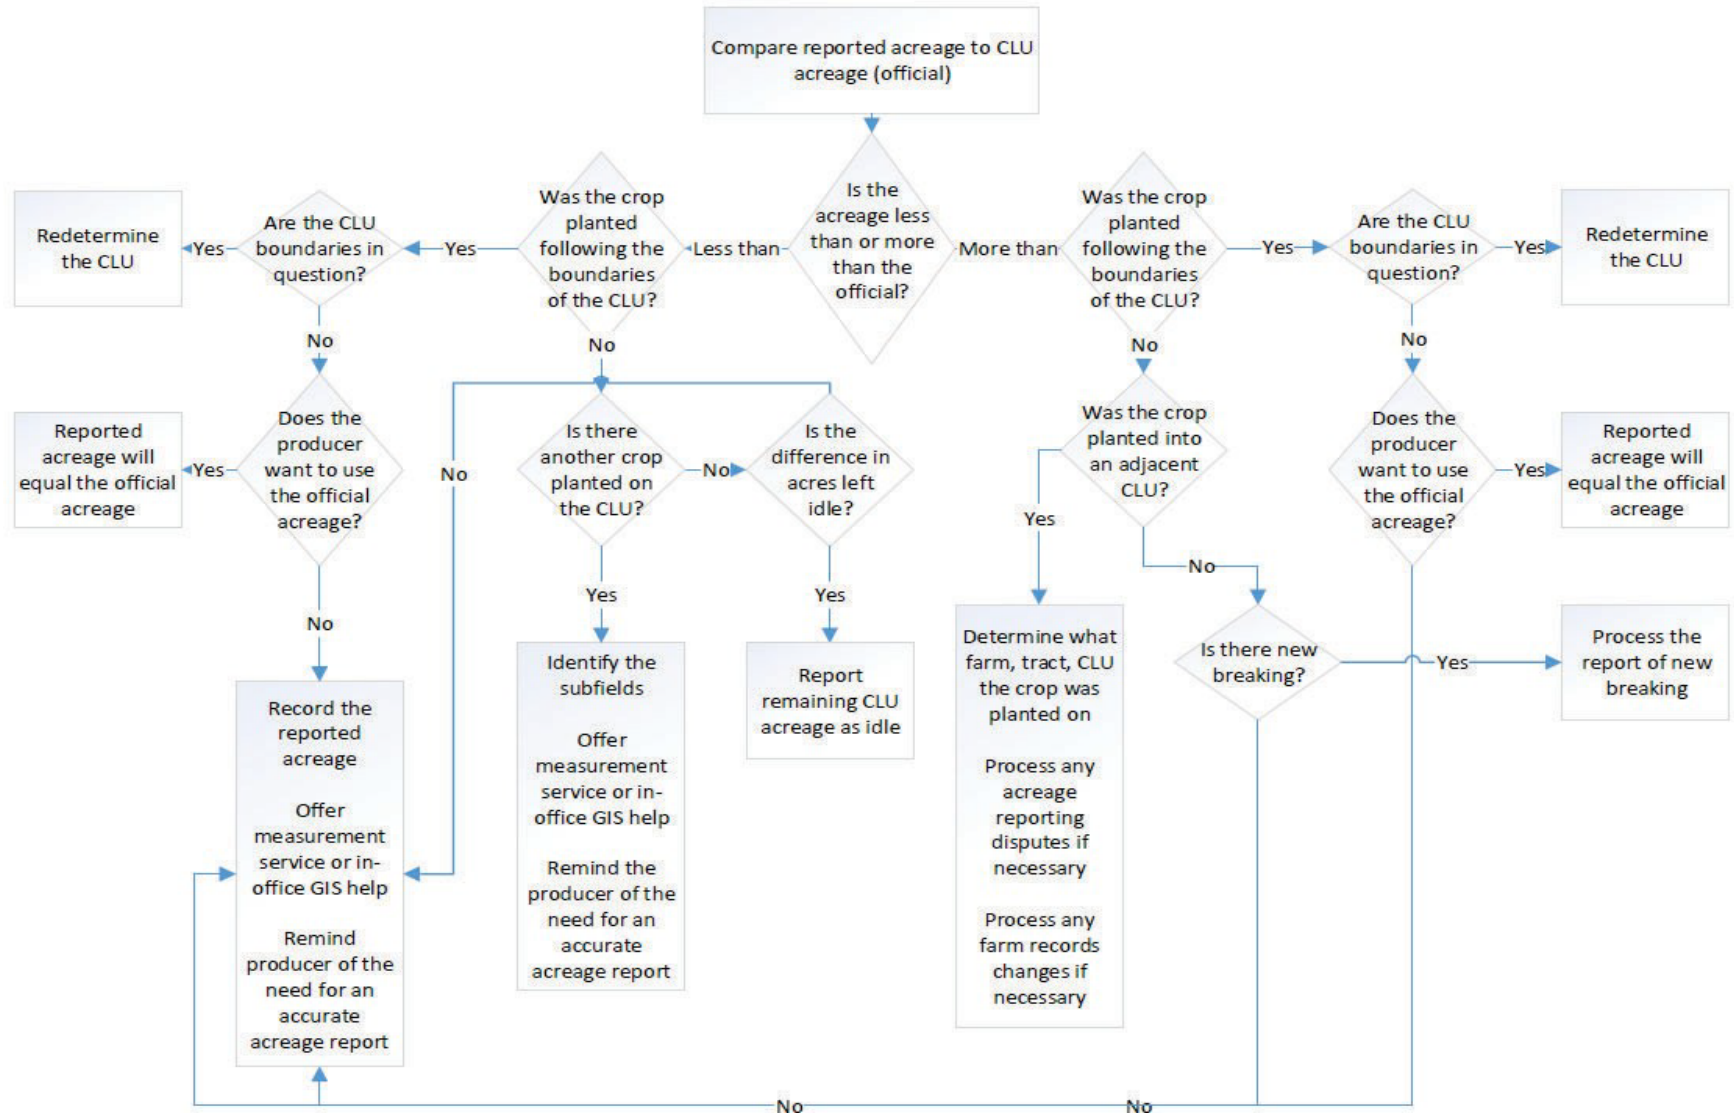 Compare reported acreage to CLU
acreage (official)
Is the
acreage less
than or more
than the
official?
Less than
More than
Was the crop
planted
following the
boundaries
of the CLU?
Yes
No
Are the CLU
boundaries in
question?
Yes
No
Redetermine
the CLU
Does the
producer
want to use
the official
acreage?
Yes
No
Reported
acreage will
equal the official
acreage
Record the
reported
acreage
Offer
measurement
service or in-
office GIS help
Remind
producer of the
need for an
accurate
acreage report
Is there
another crop
planted on
the CLU?
No
Yes
Identify the
subfields
Offer
measurement
service or in-
office GIS help
Remind the
producer of the
need for an
accurate
acreage report
Is the
difference in
acres left
idle?
No
Yes
Report
remaining CLU
acreage as idle
Was the crop
planted
following the
boundaries
of the CLU?
Yes
No
Was the crop
planted into
an adjacent
CLU?
Yes
No
Determine what
farm, tract, CLU
the crop was
planted on
Process any
acreage
reporting
disputes if
necessary
Process any
farm records
changes if
necessary
Is there new
breaking?
Yes
Process the
report of new
breaking
Are the CLU
boundaries in
question?
Yes
No
Redetermine
the CLU
Does the
producer
want to use
the official
acreage?
Yes
Reported
acreage will
equal the official
acreage
No
No